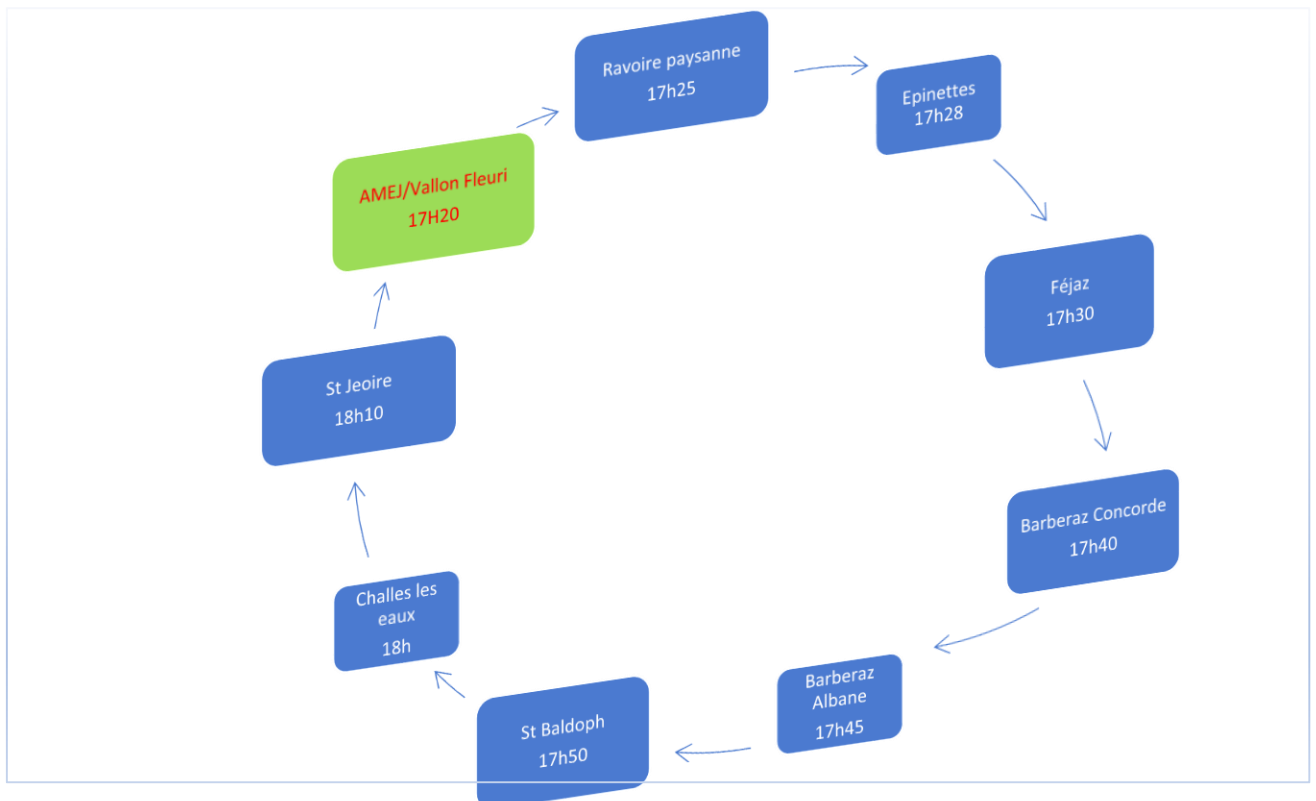 AMEJ/Vallon Fleuri
17H20
Ravoire paysanne
17h25
Epinettes
17h28
Féjaz
17h30
Barberaz Concorde
17h40
Barberaz
Albane
17h45
St Baldoph
17h50
Challes les
eaux
18h
St Jeoire
18h10